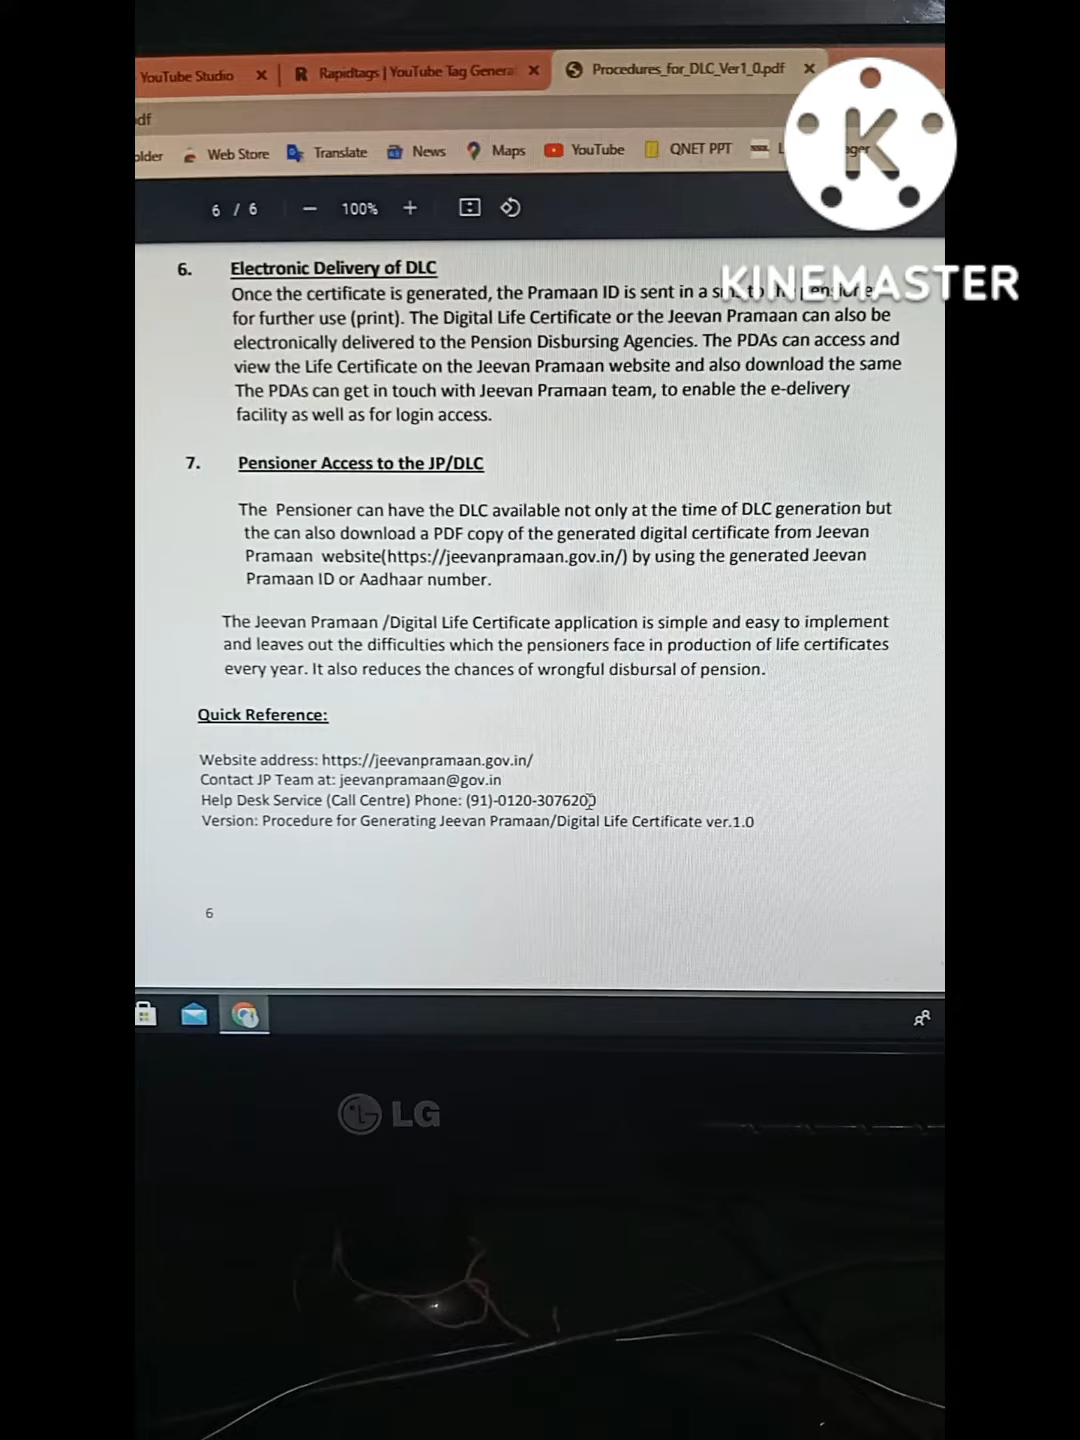 YouTube Studio
Rapidtags | YouTube Tag Genera
Procedures_for_DLC_Ver1_0.pdf
df
older Web Store Translate News Maps YouTube QNET PPT
K
KINEMASTER
6 / 6 — 100% +
6. Electronic Delivery of DLC
Once the certificate is generated, the Pramaan ID is sent in a
for further use (print). The Digital Life Certificate or the Jeevan Pramaan can also be
electronically delivered to the Pension Disbursing Agencies. The PDAs can access and
view the Life Certificate on the Jeevan Pramaan website and also download the same
The PDAs can get in touch with Jeevan Pramaan team, to enable the e-delivery
facility as well as for login access.
7. Pensioner Access to the JP/DLC
The Pensioner can have the DLC available not only at the time of DLC generation but
the can also download a PDF copy of the generated digital certificate from Jeevan
Pramaan website(https://jeevanpramaan.gov.in/) by using the generated Jeevan
Pramaan ID or Aadhaar number.
The Jeevan Pramaan /Digital Life Certificate application is simple and easy to implement
and leaves out the difficulties which the pensioners face in production of life certificates
every year. It also reduces the chances of wrongful disbursal of pension.
Quick Reference:
Website address: https://jeevanpramaan.gov.in/
Contact JP Team at: jeevanpramaan@gov.in
Help Desk Service (Call Centre) Phone: (91)-0120-3076200
Version: Procedure for Generating Jeevan Pramaan/Digital Life Certificate ver.1.0
6
LG